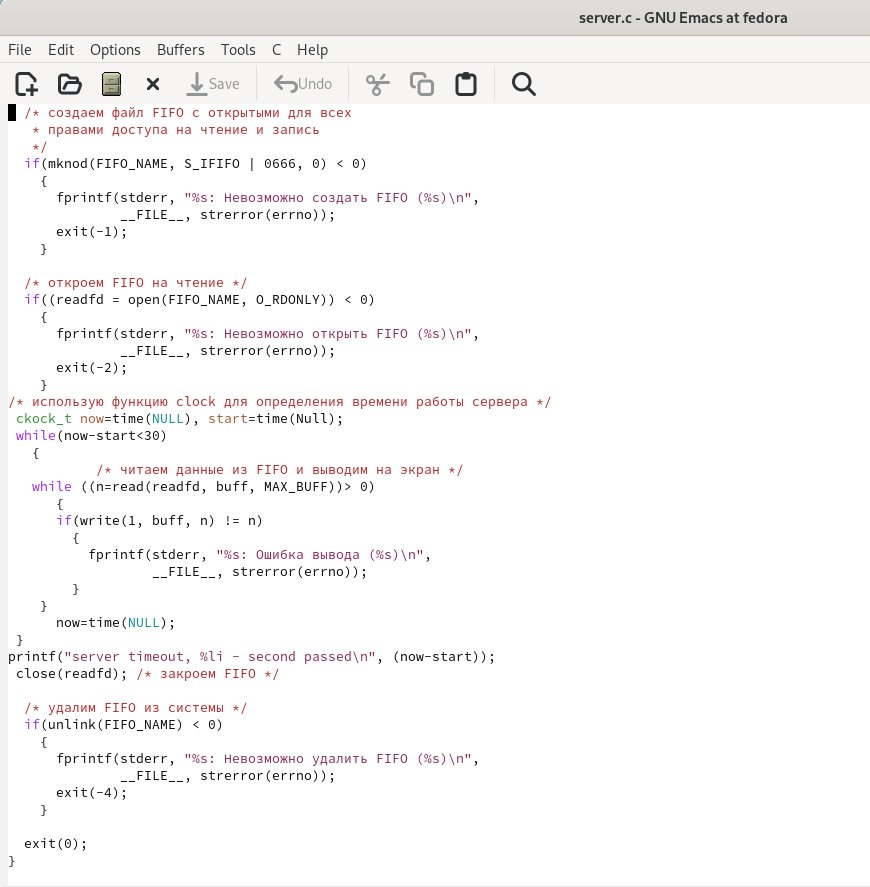 server.c - GNU Emacs at fedora
File Edit Options Buffers Tools C Help
Save Undo
/* создаем файл FIFO с открытыми для всех
* правами доступа на чтение и запись
*/
if(mknod(FIFO_NAME, S_IFIFO | 0666, 0) < 0)
{
fprintf(stderr, "%s: Невозможно создать FIFO (%s)\n",
__FILE__, strerror(errno));
exit(-1);
}
/* откроем FIFO на чтение */
if((readfd = open(FIFO_NAME, O_RDONLY)) < 0)
{
fprintf(stderr, "%s: Невозможно открыть FIFO (%s)\n",
__FILE__, strerror(errno));
exit(-2);
}
/* использую функцию clock для определения времени работы сервера */
ckock_t now=time(NULL), start=time(Null);
while(now-start<30)
{
/* читаем данные из FIFO и выводим на экран */
while ((n=read(readfd, buff, MAX_BUFF))> 0)
{
if(write(1, buff, n) != n)
{
fprintf(stderr, "%s: Ошибка вывода (%s)\n",
__FILE__, strerror(errno));
}
}
now=time(NULL);
}
printf("server timeout, %li - second passed\n", (now-start));
close(readfd); /* закроем FIFO */
/* удалим FIFO из системы */
if(unlink(FIFO_NAME) < 0)
{
fprintf(stderr, "%s: Невозможно удалить FIFO (%s)\n",
__FILE__, strerror(errno));
exit(-4);
}
exit(0);
}